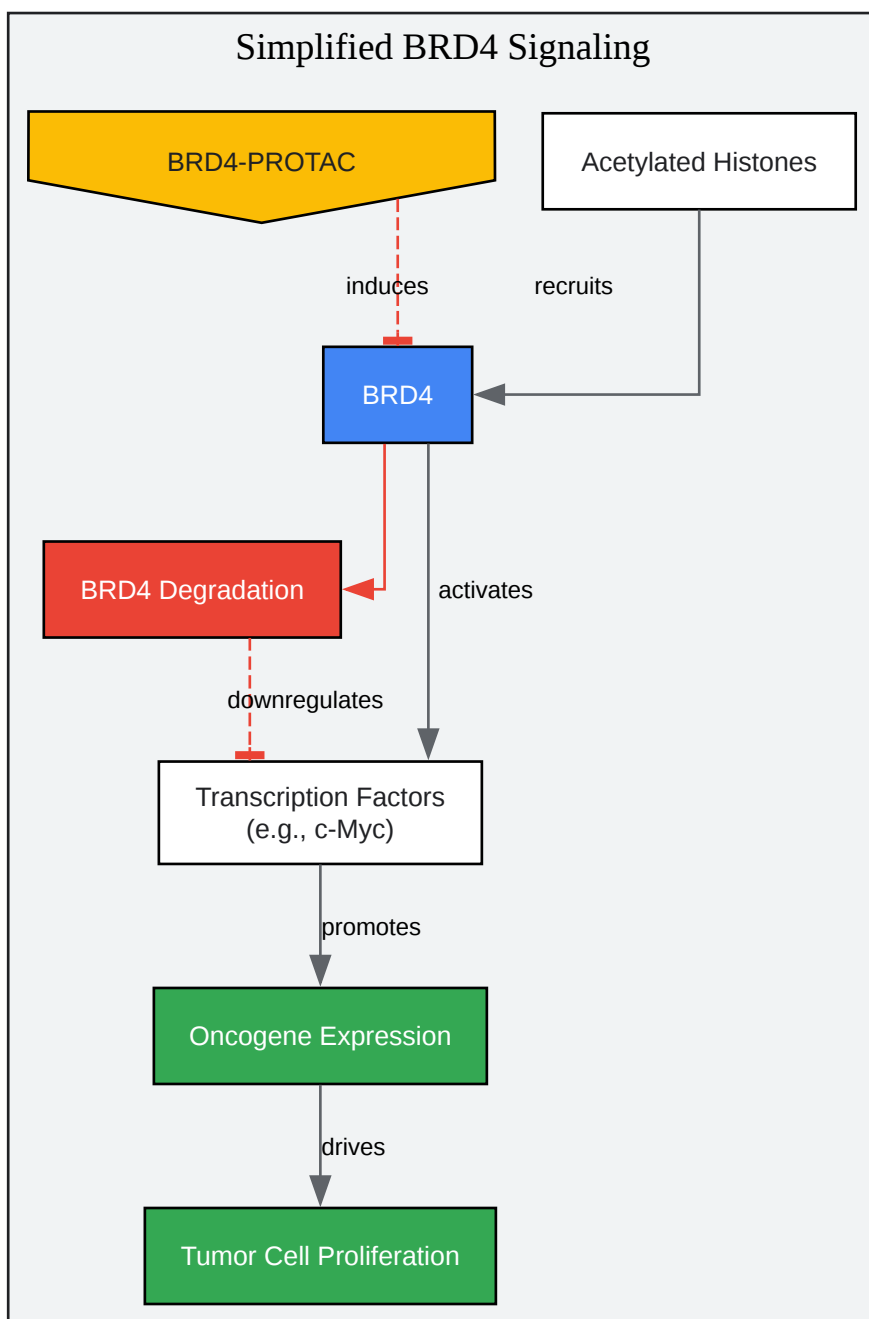 Simplified BRD4 Signaling
BRD4-PROTAC
Acetylated Histones
induces
recruits
BRD4
BRD4 Degradation
activates
downregulates
Transcription Factors
(e.g., c-Myc)
promotes
Oncogene Expression
drives
Tumor Cell Proliferation